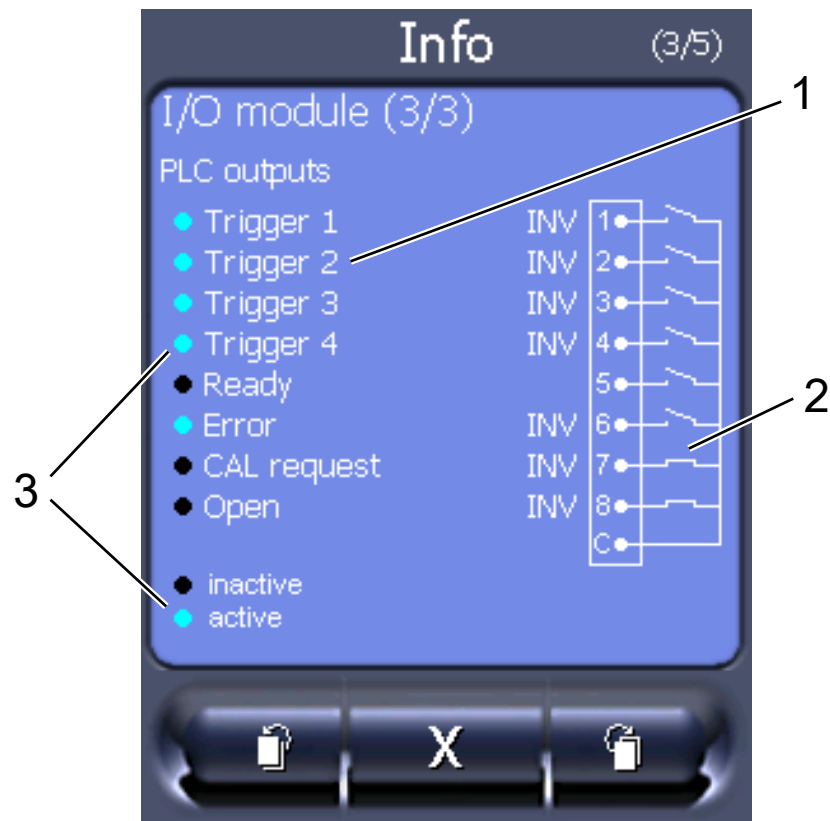 Info (3/5)
I/O module (3/3)
1
PLC outputs
Trigger 1 INV 1
Trigger 2 INV 2
Trigger 3 INV 3
Trigger 4 INV 4
Ready 5
2
Error INV 6
CAL request INV 7
3
Open INV 8
C
inactive
active
X